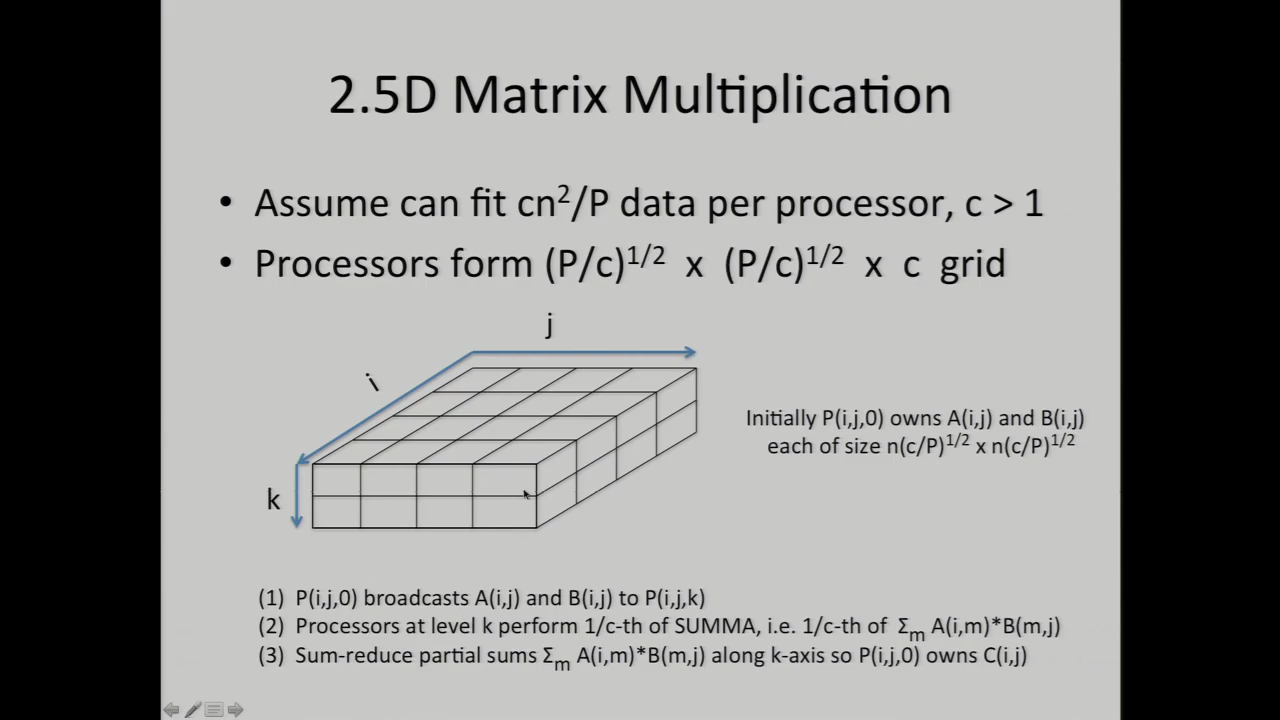 2.5D Matrix Multiplication
• Assume can fit cn²/P data per processor, c > 1
• Processors form (P/c)^1/2 x (P/c)^1/2 x c grid
j
i
k
Initially P(i,j,0) owns A(i,j) and B(i,j)
each of size n(c/P)^1/2 x n(c/P)^1/2
(1) P(i,j,0) broadcasts A(i,j) and B(i,j) to P(i,j,k)
(2) Processors at level k perform 1/c-th of SUMMA, i.e. 1/c-th of Σ_m A(i,m)*B(m,j)
(3) Sum-reduce partial sums Σ_m A(i,m)*B(m,j) along k-axis so P(i,j,0) owns C(i,j)